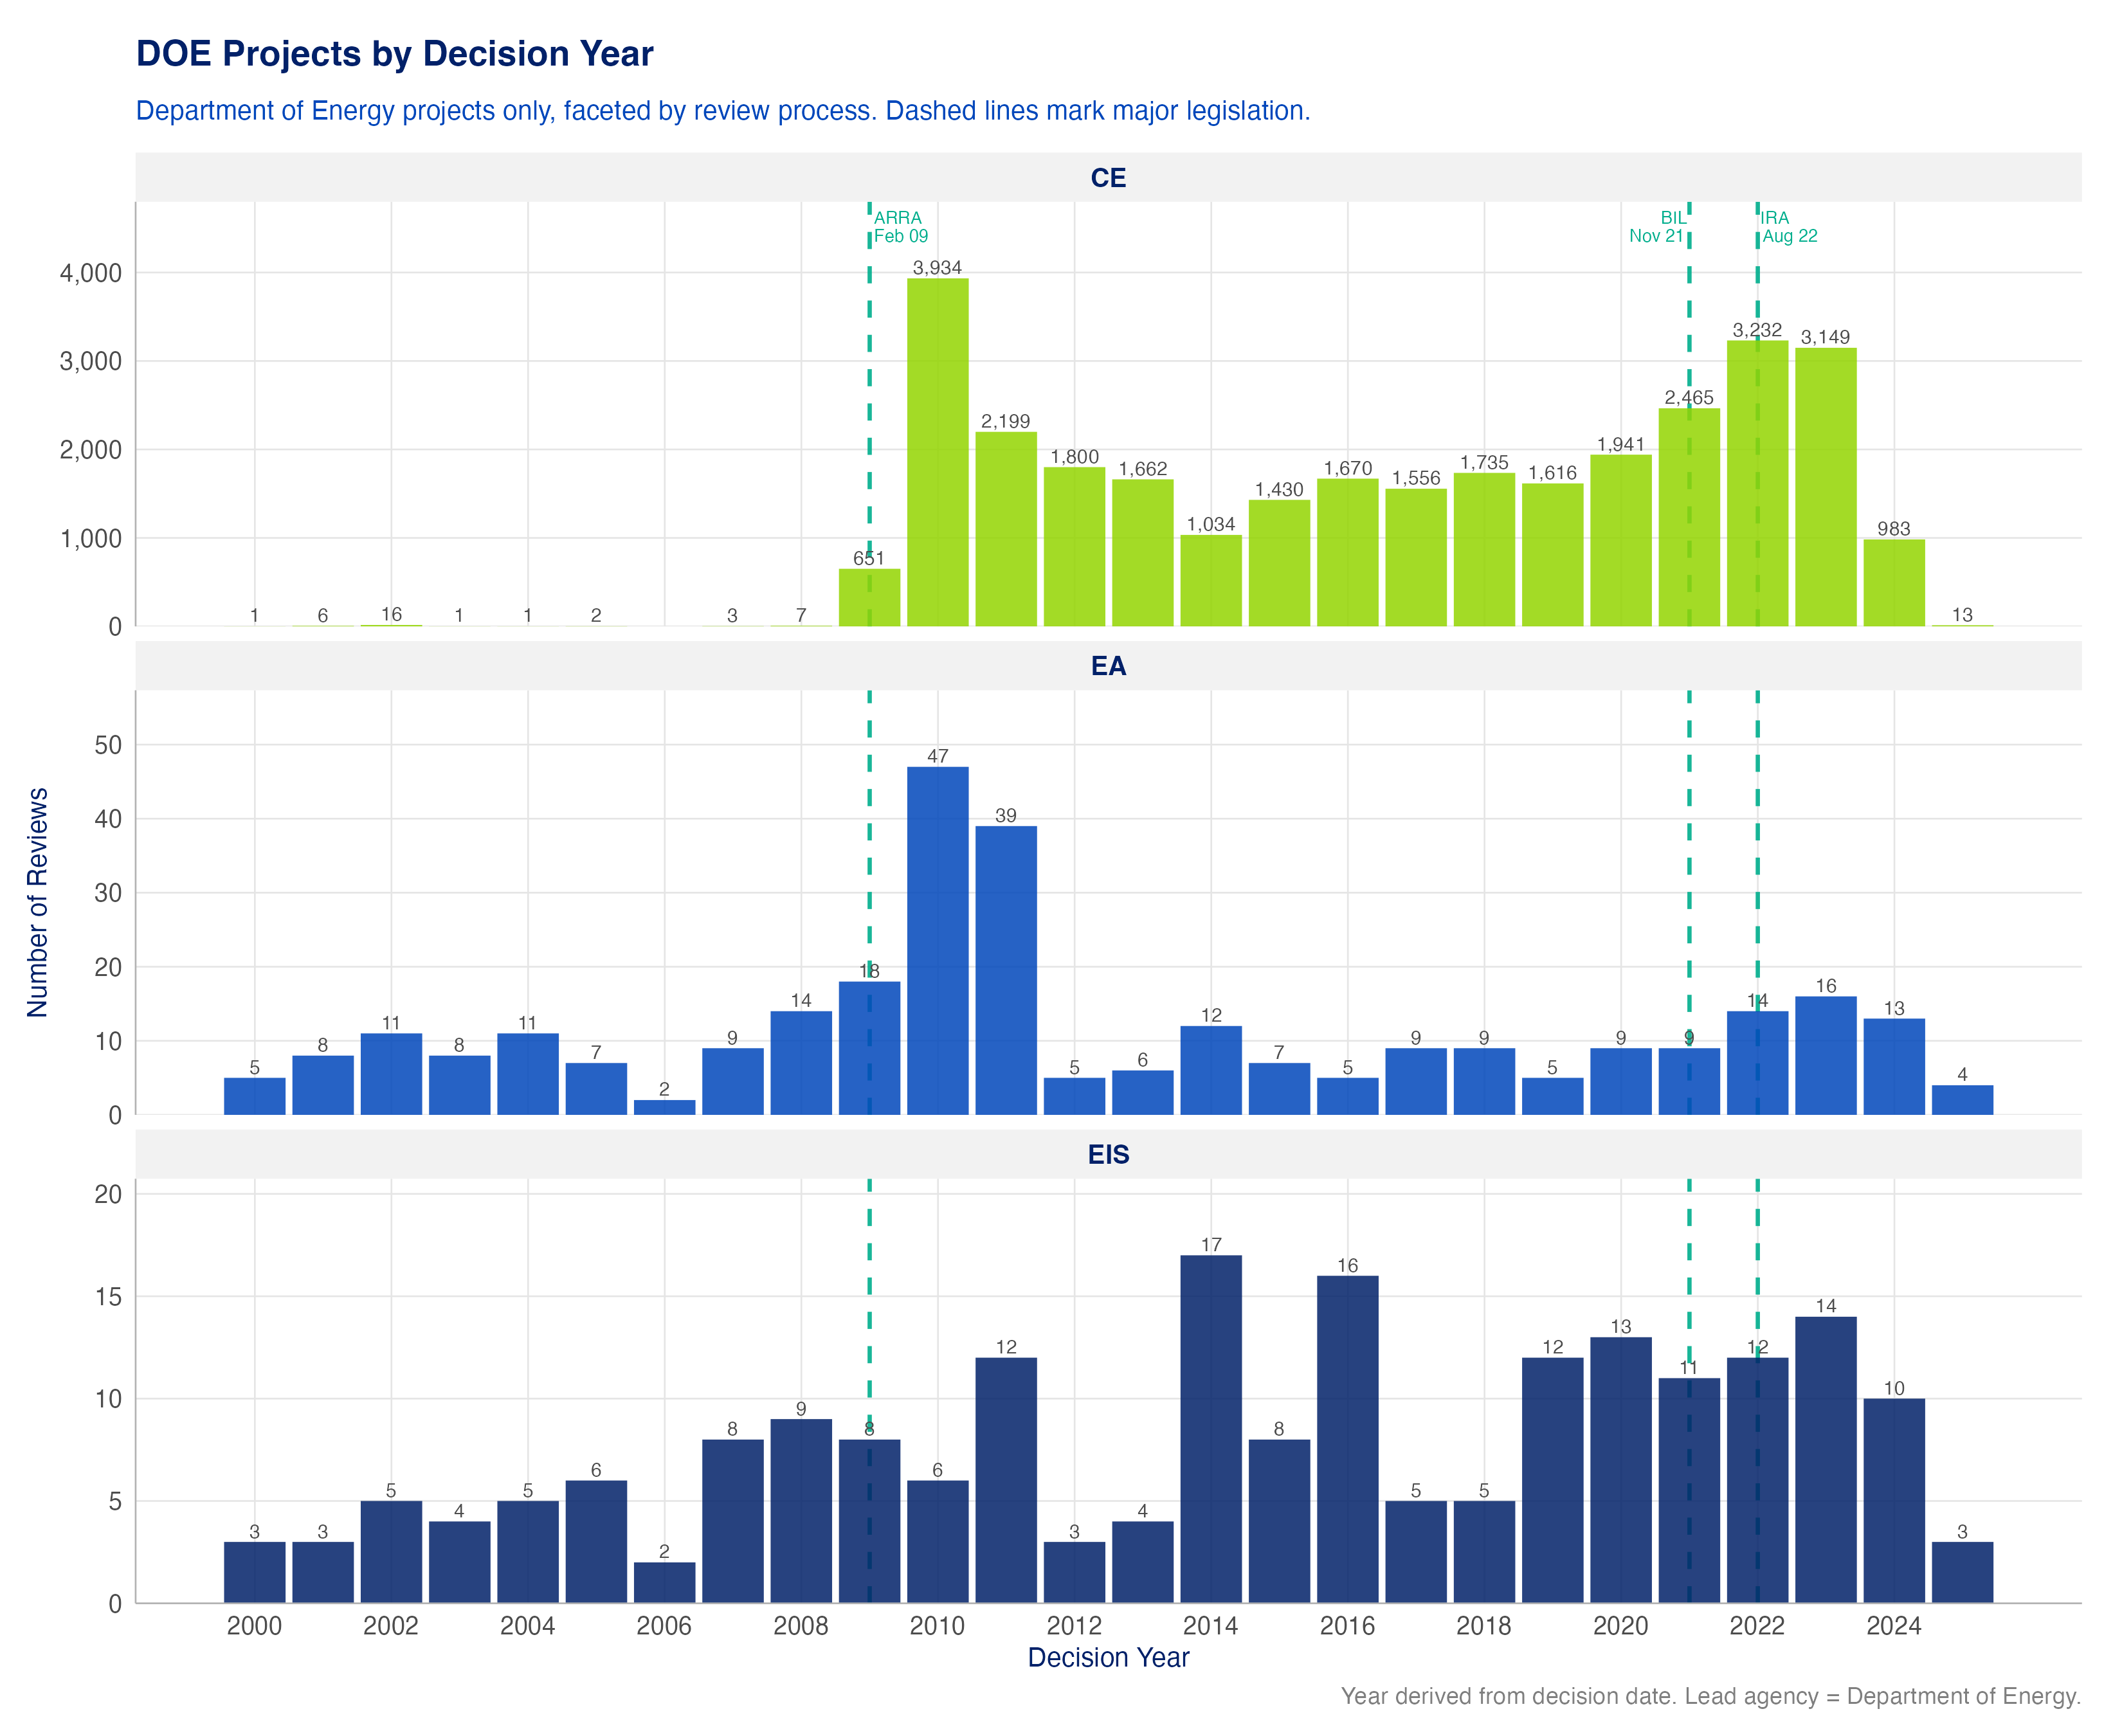 DOE Projects by Decision Year
Department of Energy projects only, faceted by review process. Dashed lines mark major legislation.
CE
ARRA
Feb 09
BIL
Nov 21
IRA
Aug 22
4,000
3,000
2,000
1,000
0
1 6 16 1 1 2 3 7 651 3,934 2,199 1,800 1,662 1,034 1,430 1,670 1,556 1,735 1,616 1,941 2,465 3,232 3,149 983 13
EA
Number of Reviews
50
40
30
20
10
0
5 8 11 8 11 7 2 9 14 18 47 39 5 6 12 7 5 9 9 5 9 9 14 16 13 4
EIS
20
15
10
5
0
3 3 5 4 5 6 2 8 9 8 6 12 3 4 17 8 16 5 5 12 13 11 12 14 10 3
2000 2002 2004 2006 2008 2010 2012 2014 2016 2018 2020 2022 2024
Decision Year
Year derived from decision date. Lead agency = Department of Energy.